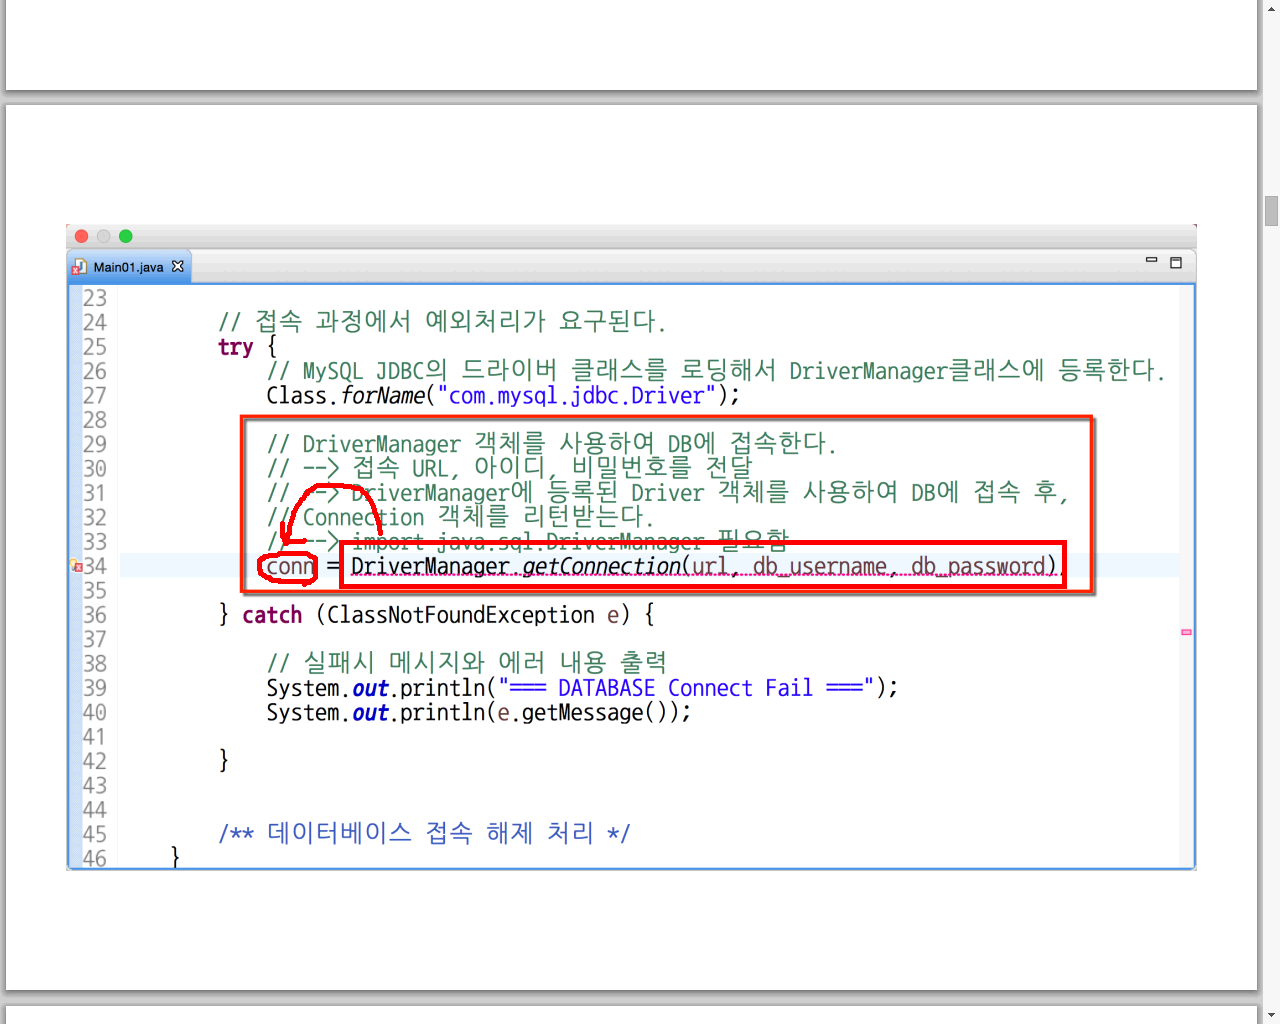 Main01.java
23
24 // 접속 과정에서 예외처리가 요구된다.
25 try {
26 // MySQL JDBC의 드라이버 클래스를 로딩해서 DriverManager클래스에 등록한다.
27 Class.forName("com.mysql.jdbc.Driver");
28
29 // DriverManager 객체를 사용하여 DB에 접속한다.
30 // --> 접속 URL, 아이디, 비밀번호를 전달
31 // --> DriverManager에 등록된 Driver 객체를 사용하여 DB에 접속 후,
32 // Connection 객체를 리턴받는다.
33 // --> import java.sql.DriverManager 필요함
34 conn = DriverManager.getConnection(url, db_username, db_password)
35
36 } catch (ClassNotFoundException e) {
37
38 // 실패시 메시지와 에러 내용 출력
39 System.out.println("=== DATABASE Connect Fail ===");
40 System.out.println(e.getMessage());
41
42 }
43
44
45 /** 데이터베이스 접속 해제 처리 */
46 }